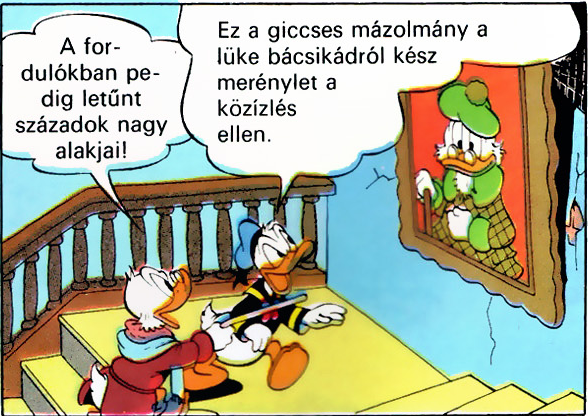 A for-
dulókban pe-
dig letűnt
századok nagy
alakjai!
Ez a giccses mázolmány a
lüke bácsikádról kész
merénylet a
közízlés
ellen.